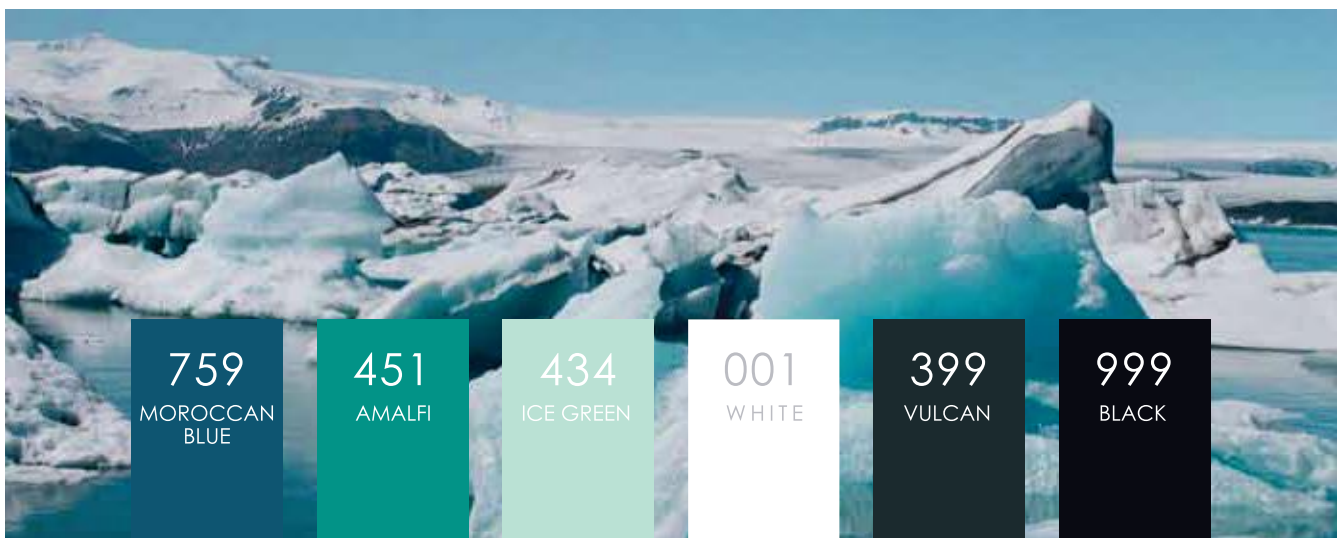 759
MOROCCAN
BLUE
451
AMALFI
434
ICE GREEN
001
WHITE
399
VULCAN
999
BLACK